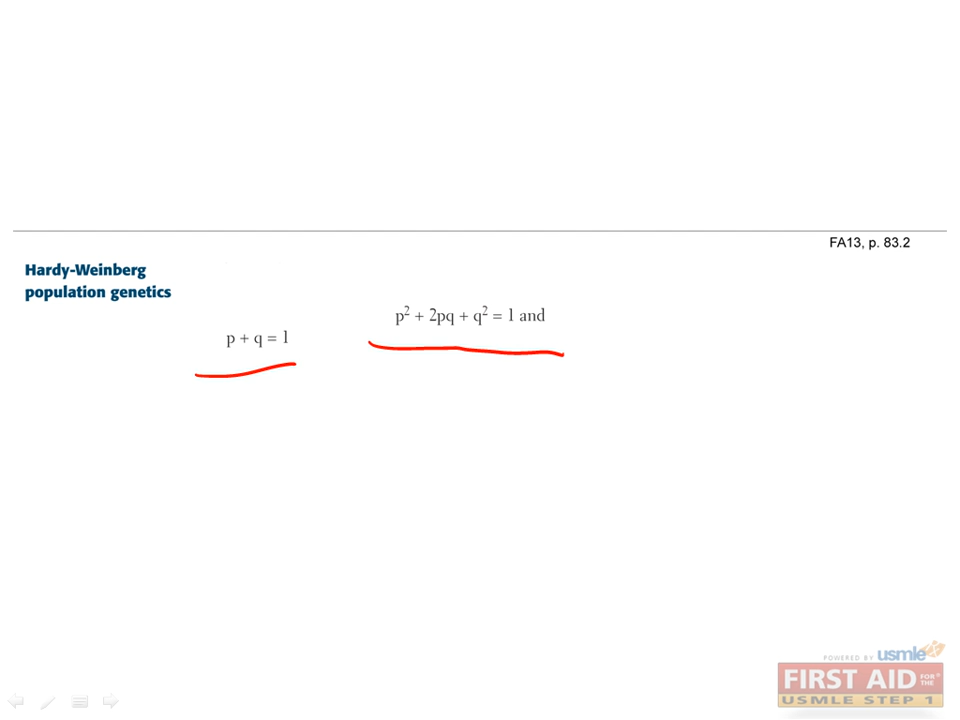 FA13, p. 83.2
Hardy-Weinberg
population genetics
p² + 2pq + q² = 1 and
p + q = 1
POWERED BY usmle
FIRST AID FOR THE®
USMLE STEP 1